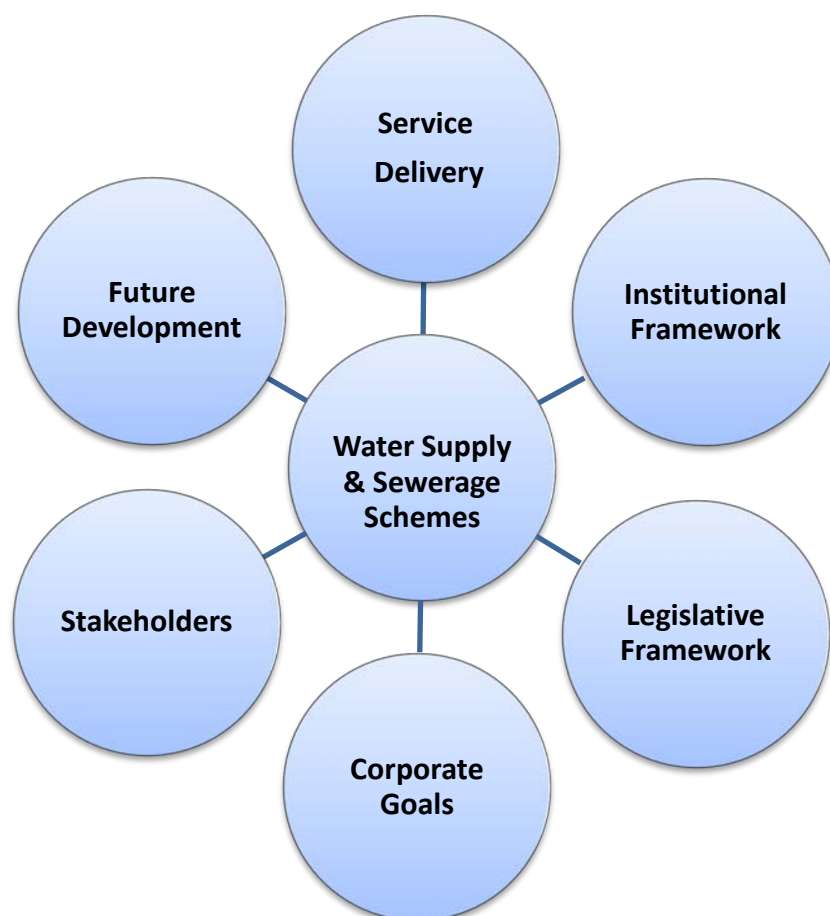 Service
Delivery
Future
Development
Institutional
Framework
Water Supply
& Sewerage
Schemes
Stakeholders
Legislative
Framework
Corporate
Goals